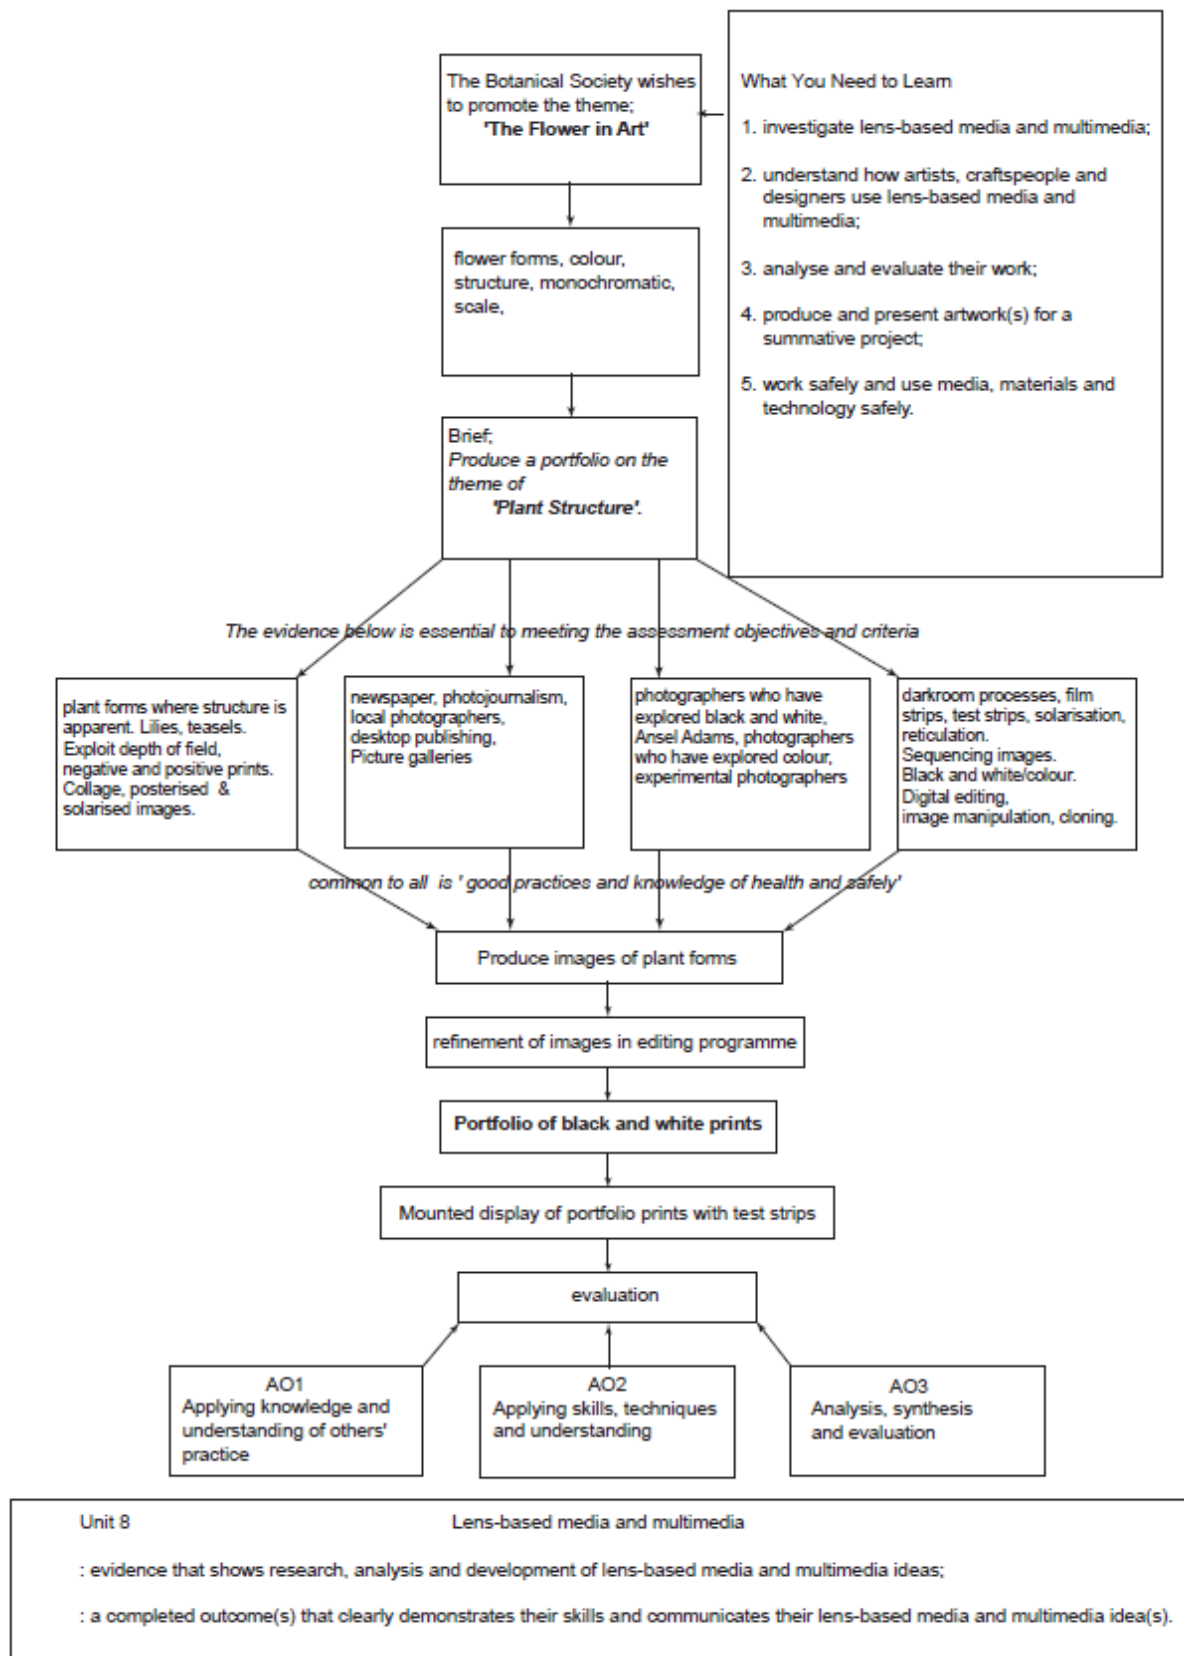 The Botanical Society wishes
to promote the theme;
'The Flower in Art'
What You Need to Learn
1. investigate lens-based media and multimedia;
2. understand how artists, craftspeople and
designers use lens-based media and
multimedia;
3. analyse and evaluate their work;
4. produce and present artwork(s) for a
summative project;
5. work safely and use media, materials and
technology safely.
flower forms, colour,
structure, monochromatic,
scale,
Brief;
Produce a portfolio on the
theme of
'Plant Structure'.
The evidence below is essential to meeting the assessment objectives and criteria
plant forms where structure is
apparent. Lilies, teasels.
Exploit depth of field,
negative and positive prints.
Collage, posterised &
solarised images.
newspaper, photojournalism,
local photographers,
desktop publishing,
Picture galleries
photographers who have
explored black and white,
Ansel Adams, photographers
who have explored colour,
experimental photographers
darkroom processes, film
strips, test strips, solarisation,
reticulation.
Sequencing images.
Black and white/colour.
Digital editing,
image manipulation, cloning.
common to all is ' good practices and knowledge of health and safely'
Produce images of plant forms
refinement of images in editing programme
Portfolio of black and white prints
Mounted display of portfolio prints with test strips
evaluation
AO1
Applying knowledge and
understanding of others'
practice
AO2
Applying skills, techniques
and understanding
AO3
Analysis, synthesis
and evaluation
Unit 8 Lens-based media and multimedia
: evidence that shows research, analysis and development of lens-based media and multimedia ideas;
: a completed outcome(s) that clearly demonstrates their skills and communicates their lens-based media and multimedia idea(s).